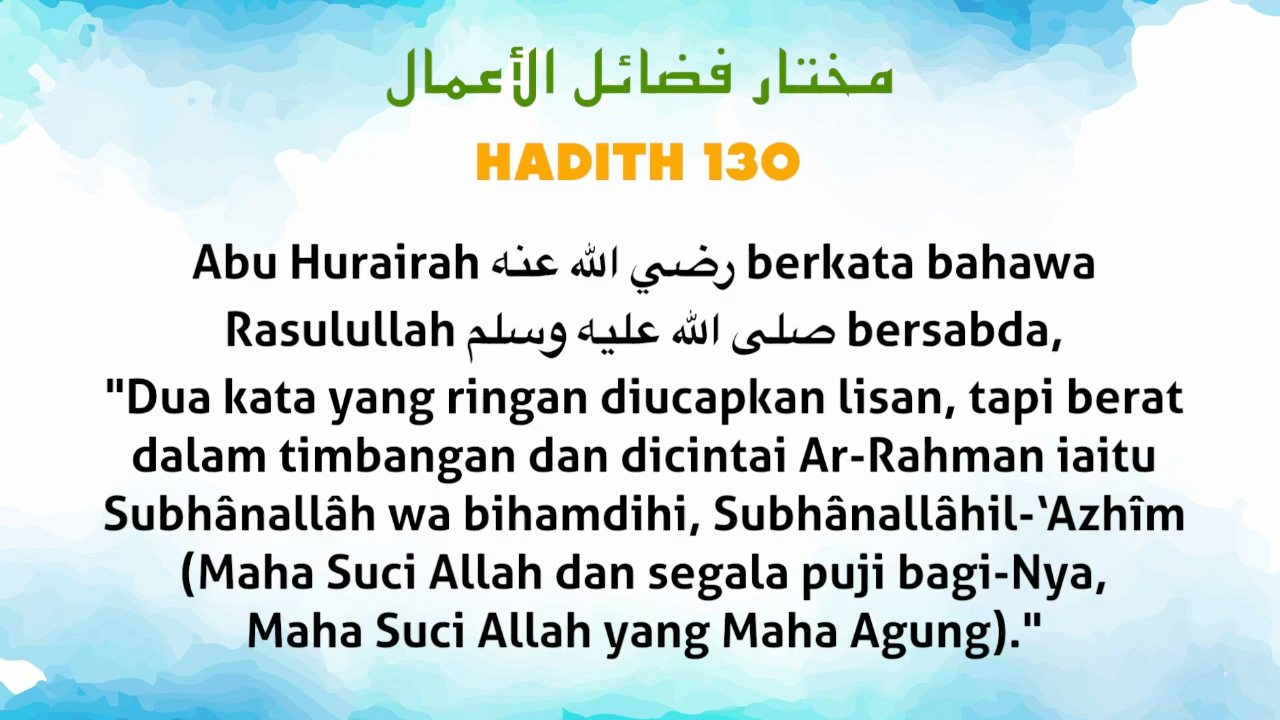 مختار فضائل الأعمال
HADITH 130
Abu Hurairah رضي الله عنه berkata bahawa
Rasulullah صلى الله عليه وسلم bersabda,
"Dua kata yang ringan diucapkan lisan, tapi berat
dalam timbangan dan dicintai Ar-Rahman iaitu
Subhânallâh wa bihamdihi, Subhânallâhil-‘Azhîm
(Maha Suci Allah dan segala puji bagi-Nya,
Maha Suci Allah yang Maha Agung)."